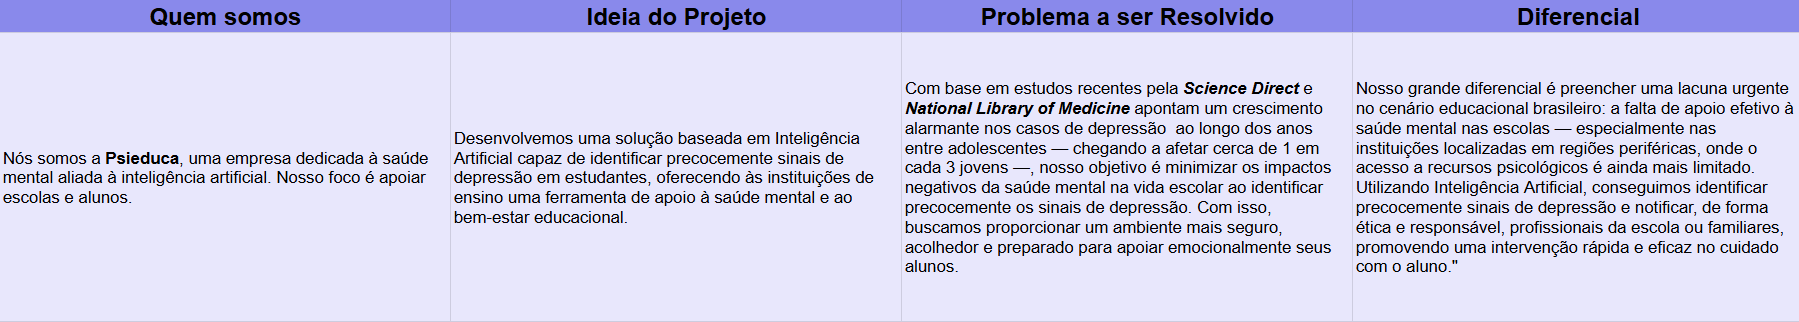 Quem somos
Ideia do Projeto
Problema a ser Resolvido
Diferencial
Nós somos a Psieduca, uma empresa dedicada à saúde
mental aliada à inteligência artificial. Nosso foco é apoiar
escolas e alunos.
Desenvolvemos uma solução baseada em Inteligência
Artificial capaz de identificar precocemente sinais de
depressão em estudantes, oferecendo às instituições de
ensino uma ferramenta de apoio à saúde mental e ao
bem-estar educacional.
Com base em estudos recentes pela Science Direct e
National Library of Medicine apontam um crescimento
alarmante nos casos de depressão  ao longo dos anos
entre adolescentes — chegando a afetar cerca de 1 em
cada 3 jovens —, nosso objetivo é minimizar os impactos
negativos da saúde mental na vida escolar ao identificar
precocemente os sinais de depressão. Com isso,
buscamos proporcionar um ambiente mais seguro,
acolhedor e preparado para apoiar emocionalmente seus
alunos.
Nosso grande diferencial é preencher uma lacuna urgente
no cenário educacional brasileiro: a falta de apoio efetivo à
saúde mental nas escolas — especialmente nas
instituições localizadas em regiões periféricas, onde o
acesso a recursos psicológicos é ainda mais limitado.
Utilizando Inteligência Artificial, conseguimos identificar
precocemente sinais de depressão e notificar, de forma
ética e responsável, profissionais da escola ou familiares,
promovendo uma intervenção rápida e eficaz no cuidado
com o aluno."